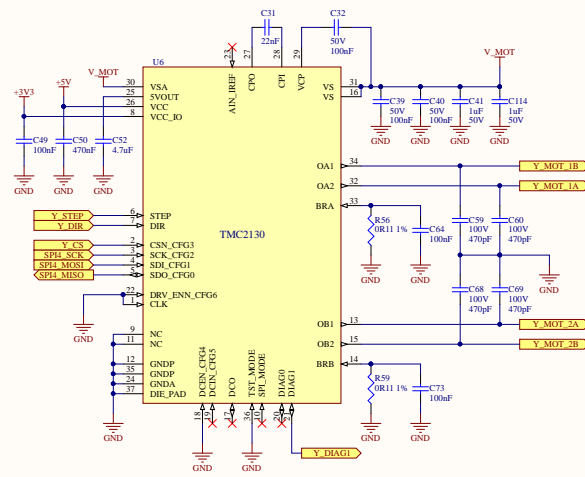 C31
22nF
C32
50V
100nF
U6
23
27
28
29
AIN_IREF
CPO
CPI
VCP
V_MOT
+5V
+3V3
30
25
26
8
VSA
5VOUT
VCC
VCC_IO
VS
VS
31
16
V_MOT
C39
50V
100nF
C40
50V
100nF
C41
1uF
50V
C114
1uF
50V
GND
GND
GND
GND
C49
100nF
C50
470nF
C52
4.7uF
GND
GND
GND
OA1
34
Y_MOT_1B
OA2
32
Y_MOT_1A
BRA
33
R56
0R11 1%
C64
100nF
GND
GND
C59
100V
470pF
C60
100V
470pF
GND
C68
100V
470pF
C69
100V
470pF
Y_STEP
6
STEP
Y_DIR
7
DIR
TMC2130
Y_CS
2
CSN_CFG3
SPI4_SCK
3
SCK_CFG2
SPI4_MOSI
4
SDI_CFG1
SPI4_MISO
5
SDO_CFG0
22
DRV_ENN_CFG6
1
CLK
GND
OB1
13
Y_MOT_2A
OB2
15
Y_MOT_2B
BRB
14
R59
0R11 1%
C73
100nF
GND
GND
9
NC
11
NC
12
GNDP
35
GNDP
24
GNDA
37
DIE_PAD
GND
DCEN_CFG4
DCIN_CFG5
DCO
TST_MODE
SPI_MODE
DIAG0
DIAG1
18
19
17
36
10
20
21
GND
GND
Y_DIAG1